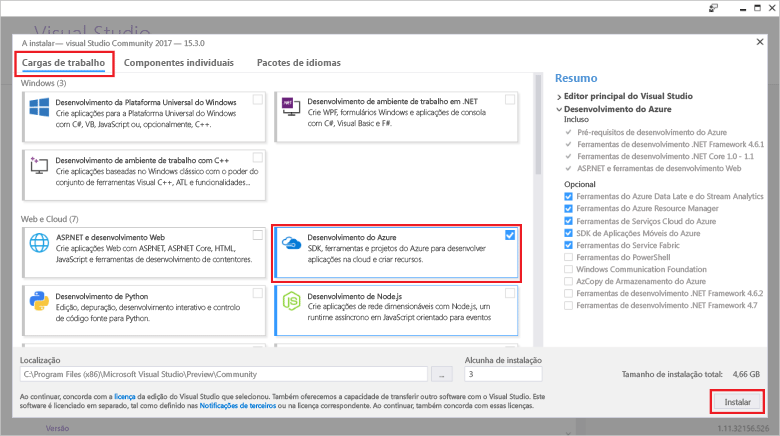 Visual Studio
A instalar— visual Studio Community 2017 — 15.3.0
Cargas de trabalho
Componentes individuais
Pacotes de idiomas
Windows (3)
Desenvolvimento da Plataforma Universal do Windows
Crie aplicações para a Plataforma Universal do Windows
com C#, VB, JavaScript ou, opcionalmente, C++.
Desenvolvimento de ambiente de trabalho em .NET
Crie WPF, formulários Windows e aplicações de consola
com C#, Visual Basic e F#.
Desenvolvimento de ambiente de trabalho com C++
Crie aplicações baseadas no Windows clássico com o poder do
conjunto de ferramentas Visual C++, ATL e funcionalidades...
Web e Cloud (7)
ASP.NET e desenvolvimento Web
Crie aplicações Web com ASP.NET, ASP.NET Core, HTML,
JavaScript e ferramentas de desenvolvimento de contentores.
Desenvolvimento do Azure
SDK, ferramentas e projetos do Azure para desenvolver
aplicações na cloud e criar recursos.
Desenvolvimento de Python
Edição, depuração, desenvolvimento interativo e controlo
de código fonte para Python.
Desenvolvimento de Node.js
Crie aplicações de rede dimensionáveis com Node.js, um
runtime assíncrono em JavaScript orientado para eventos
Resumo
Editor principal do Visual Studio
Desenvolvimento do Azure
Incluso
Pré-requisitos de desenvolvimento do Azure
Ferramentas de desenvolvimento .NET Framework 4.6.1
Ferramentas de desenvolvimento .NET Core 1.0 - 1.1
ASP.NET e ferramentas de desenvolvimento Web
Opcional
Ferramentas do Azure Data Late e do Stream Analytics
Ferramentas do Azure Resource Manager
Ferramentas de Serviços Cloud do Azure
SDK de Aplicações Móveis do Azure
Ferramentas do Service Fabric
Ferramentas do PowerShell
Windows Communication Foundation
AzCopy de Armazenamento do Azure
Ferramentas de desenvolvimento .NET Framework 4.6.2
Ferramentas de desenvolvimento .NET Framework 4.7
Localização
C:\Program Files (x86)\Microsoft Visual Studio\Preview\Community
...
Alcunha de instalação
3
Tamanho de instalação total: 4,66 GB
Ao continuar, concorda com a licença da edição do Visual Studio que selecionou. Também oferecemos a capacidade de transferir outro software com o Visual Studio. Este
software é licenciado em separado, tal como definido nas Notificações de terceiros ou na licença correspondente. Ao continuar, também concorda com essas licenças.
Instalar
Versão
1.11.32156.526